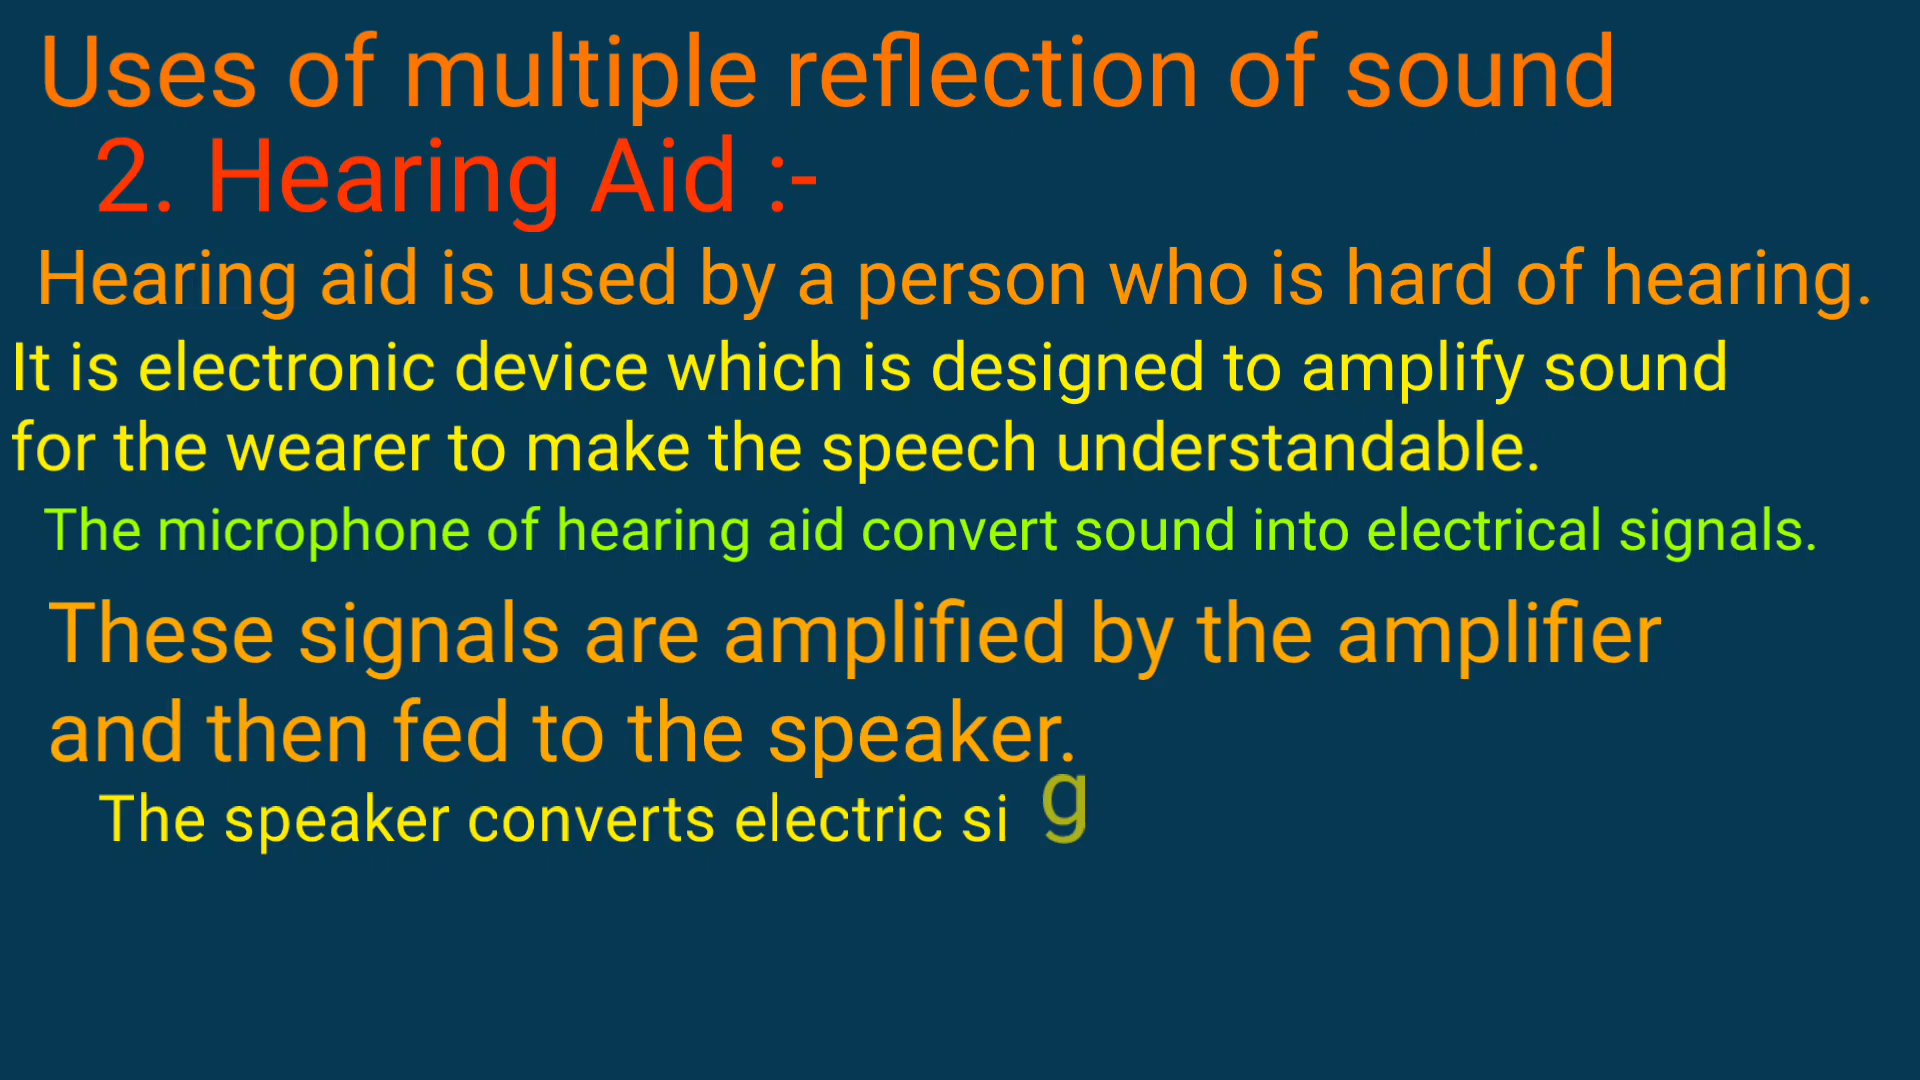 Uses of multiple reflection of sound
2. Hearing Aid :-
Hearing aid is used by a person who is hard of hearing.
It is electronic device which is designed to amplify sound
for the wearer to make the speech understandable.
The microphone of hearing aid convert sound into electrical signals.
These signals are amplified by the amplifier
and then fed to the speaker.
The speaker converts electric si g